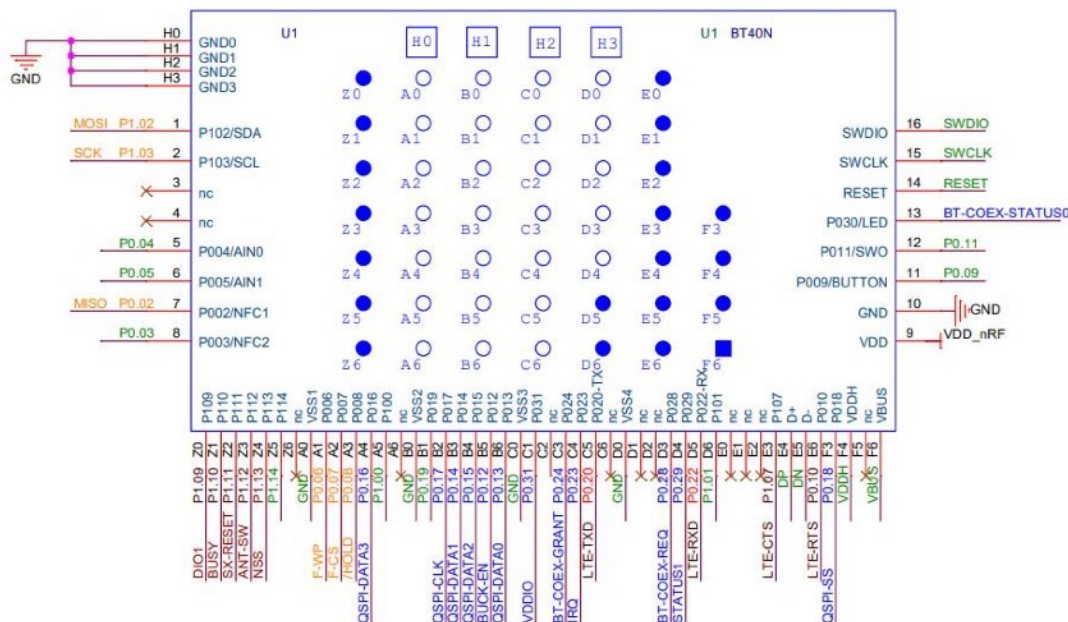 U1 U1 BT40N
H0 GND0 H0 H1 H2 H3
H1 GND1
H2 GND2
H3 GND3
GND
Z0 A0 B0 C0 D0 E0
MOSI P1.02 1 P102/SDA Z1 A1 B1 C1 D1 E1 SWDIO 16 SWDIO
SCK P1.03 2 P103/SCL SWCLK 15 SWCLK
Z2 A2 B2 C2 D2 E2
3 nc RESET 14 RESET
4 nc Z3 A3 B3 C3 D3 E3 F3 P030/LED 13 BT-COEX-STATUS0
P0.04 5 P004/AIN0 P011/SWO 12 P0.11
Z4 A4 B4 C4 D4 E4 F4
P0.05 6 P005/AIN1 P009/BUTTON 11 P0.09
MISO P0.02 7 P002/NFC1 Z5 A5 B5 C5 D5 E5 F5 GND 10 GND
P0.03 8 P003/NFC2 VDD 9 VDD_nRF
Z6 A6 B6 C6 D6 E6 F6
P109 P110 P111 P112 P113 P114 nc VSS1 P006 P007 P008 P016 P100 nc VSS2 P019 P017 P014 P015 P012 P013 VSS3 P031 nc P024 P023 P020-TX nc VSS4 nc nc P028 P029 P022-RX P101 nc nc nc P107 D+ D- P010 P018 VDDH nc VBUS
Z0 Z1 Z2 Z3 Z4 Z5 Z6 A0 A1 A2 A3 A4 A5 A6 B0 B1 B2 B3 B4 B5 B6 C0 C1 C2 C3 C4 C5 C6 D0 D1 D2 D3 D4 D5 D6 E0 E1 E2 E3 E4 E5 E6 F3 F4 F5 F6
P1.09 P1.10 P1.11 P1.12 P1.13 P1.14 GND P0.06 P0.07 P0.08 P0.16 P1.00 GND P0.19 P0.17 P0.14 P0.15 P0.12 P0.13 GND P0.31 P0.24 P0.23 P0.20 GND P0.28 P0.29 P0.22 P1.01 P1.07 DP DN P0.10 P0.18 VDDH VBUS
DIO1 BUSY SX-RESET ANT-SW NSS F-WP F-CS /HOLD QSPI-DATA3 QSPI-CLK QSPI-DATA1 QSPI-DATA2 BUCK-EN QSPI-DATA0 VDDIO BT-COEX-GRANT IRQ LTE-TXD BT-COEX-REQ STATUS1 LTE-RXD LTE-CTS LTE-RTS QSPI-SS